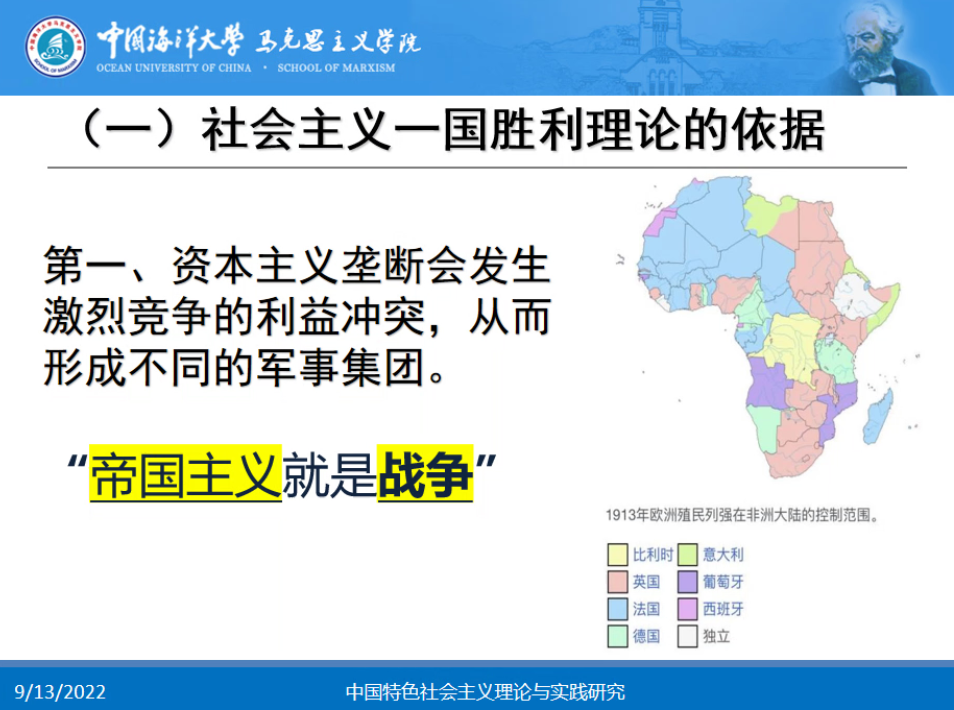 中国海洋大学 马克思主义学院
OCEAN UNIVERSITY OF CHINA · SCHOOL OF MARXISM
（一）社会主义一国胜利理论的依据
第一、资本主义垄断会发生
激烈竞争的利益冲突，从而
形成不同的军事集团。
“帝国主义就是战争”
1913年欧洲殖民列强在非洲大陆的控制范围。
比利时 意大利
英国 葡萄牙
法国 西班牙
德国 独立
9/13/2022 中国特色社会主义理论与实践研究